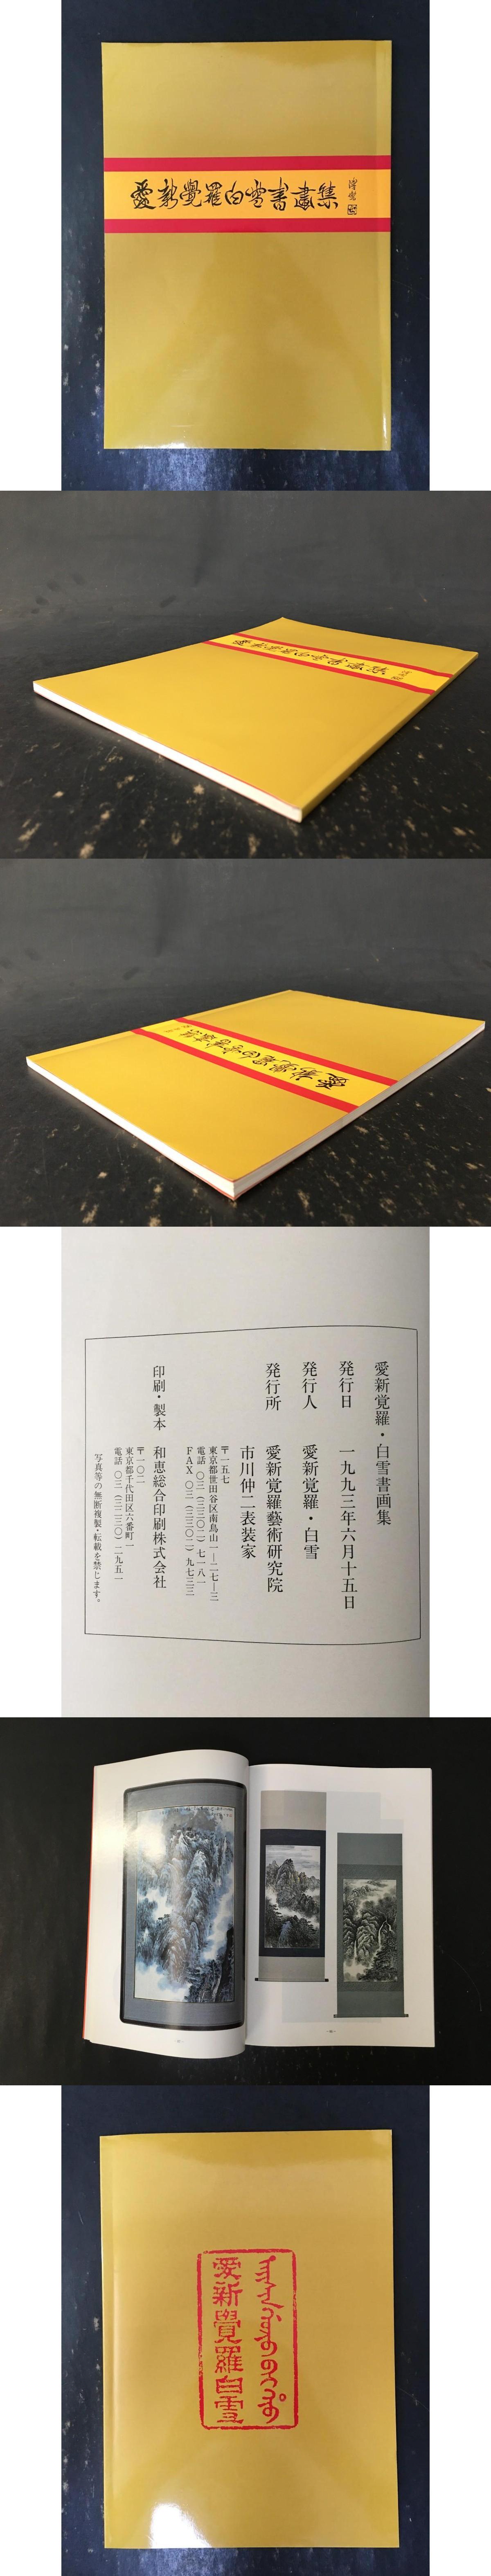 愛新覺羅白雪書畫集
愛新覚羅・白雪書画集
発行日 一九九三年六月十五日
発行人 愛新覚羅・白雪
発行所 愛新覚羅藝術研究院
市川仲二表装家
〒一五七
東京都世田谷区南烏山一―二七―三
電話 〇三(三三〇二)七一八一
FAX 〇三(三三〇二)九七三三
印刷・製本 和恵総合印刷株式会社
〒一〇二
東京都千代田区六番町一
電話 〇三(三二三〇)二九五一
写真等の無断複製・転載を禁じます。
愛新覺羅白雪